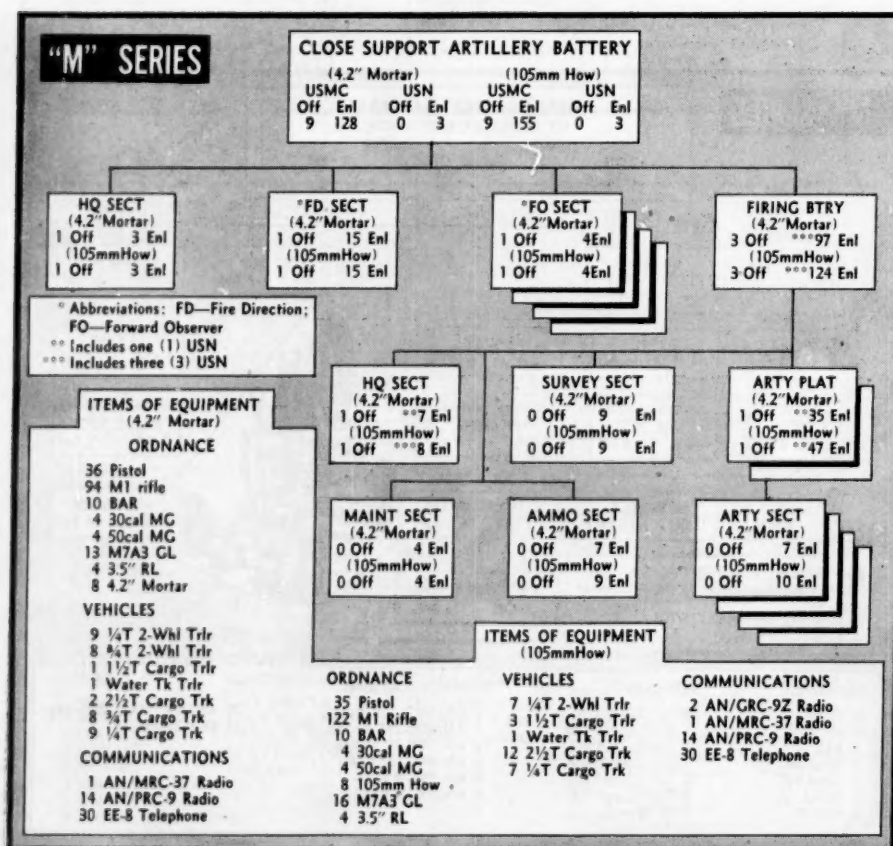 "M" SERIES
CLOSE SUPPORT ARTILLERY BATTERY
(4.2" Mortar) (105mm How)
USMC USN USMC USN
Off Enl Off Enl Off Enl Off Enl
9 128 0 3 9 155 0 3
HQ SECT
(4.2"Mortar)
1 Off 3 Enl
(105mmHow)
1 Off 3 Enl
*FD SECT
(4.2"Mortar)
1 Off 15 Enl
(105mmHow)
1 Off 15 Enl
*FO SECT
(4.2"Mortar)
1 Off 4Enl
(105mmHow)
1 Off 4Enl
FIRING BTRY
(4.2"Mortar)
3 Off ***97 Enl
(105mmHow)
3 Off ***124 Enl
* Abbreviations: FD—Fire Direction;
FO—Forward Observer
** Includes one (1) USN
*** Includes three (3) USN
HQ SECT
(4.2"Mortar)
1 Off **7 Enl
(105mmHow)
1 Off ***8 Enl
SURVEY SECT
(4.2"Mortar)
0 Off 9 Enl
(105mmHow)
0 Off 9 Enl
ARTY PLAT
(4.2"Mortar)
1 Off **35 Enl
(105mmHow)
1 Off **47 Enl
MAINT SECT
(4.2"Mortar)
0 Off 4 Enl
(105mmHow)
0 Off 4 Enl
AMMO SECT
(4.2"Mortar)
0 Off 7 Enl
(105mmHow)
0 Off 9 Enl
ARTY SECT
(4.2"Mortar)
0 Off 7 Enl
(105mmHow)
0 Off 10 Enl
ITEMS OF EQUIPMENT
(4.2" Mortar)
ORDNANCE
36 Pistol
94 M1 rifle
10 BAR
4 30cal MG
4 50cal MG
13 M7A3 GL
4 3.5" RL
8 4.2" Mortar
VEHICLES
9 ¼T 2-Whl Trlr
8 ¾T 2-Whl Trlr
1 1½T Cargo Trlr
1 Water Tk Trlr
2 2½T Cargo Trk
8 ¾T Cargo Trk
9 ¼T Cargo Trk
COMMUNICATIONS
1 AN/MRC-37 Radio
14 AN/PRC-9 Radio
30 EE-8 Telephone
ITEMS OF EQUIPMENT
(105mmHow)
ORDNANCE
35 Pistol
122 M1 Rifle
10 BAR
4 30cal MG
4 50cal MG
8 105mm How
16 M7A3 GL
4 3.5" RL
VEHICLES
7 ¼T 2-Whl Trlr
3 1½T Cargo Trlr
1 Water Tk Trlr
12 2½T Cargo Trk
7 ¼T Cargo Trk
COMMUNICATIONS
2 AN/GRC-9Z Radio
1 AN/MRC-37 Radio
14 AN/PRC-9 Radio
30 EE-8 Telephone